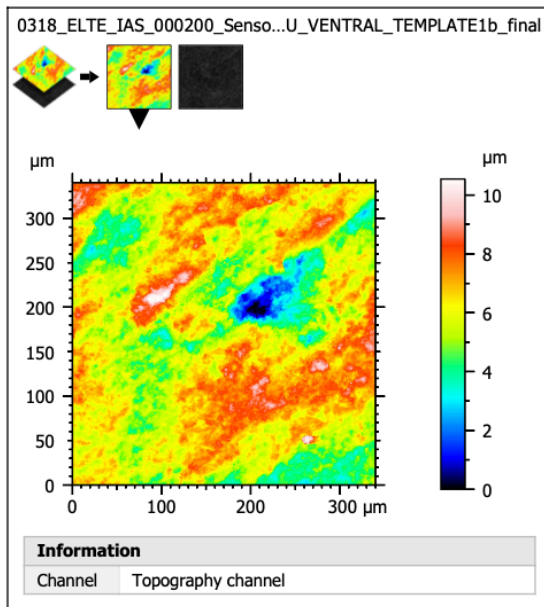 0318_ELTE_IAS_000200_Senso...U_VENTRAL_TEMPLATE1b_final
µm
µm
300
250
200
150
100
50
0
0
100
200
300 µm
10
8
6
4
2
0
Information
Channel Topography channel